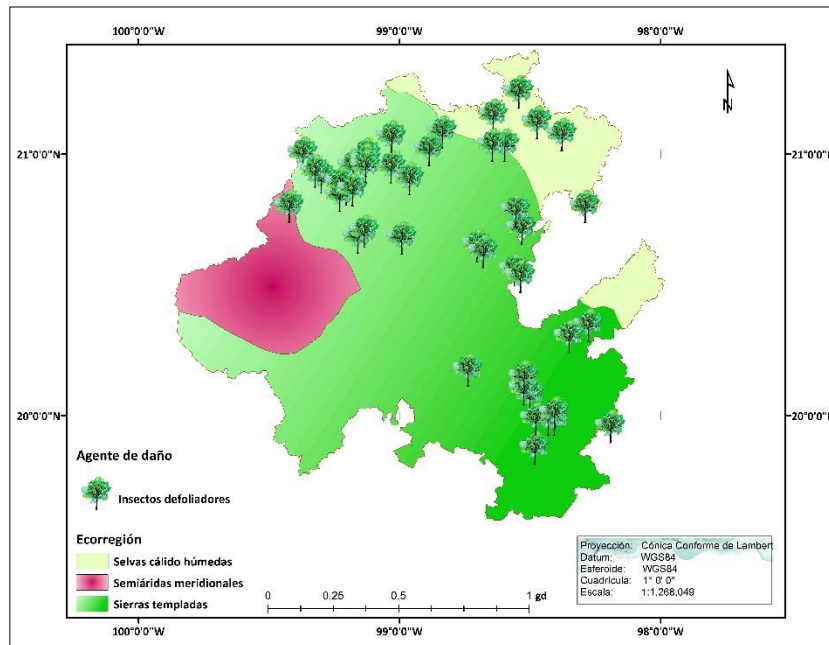 100°0'0"W 99°0'0"W 98°0'0"W
N
21°0'0"N 21°0'0"N
20°0'0"N 20°0'0"N
Agente de daño
Insectos defoliadores
Ecorregión
Selvas cálido húmedas
Semiáridas meridionales
Sierras templadas
0 0.25 0.5 1 gd
Proyección: Cónica Conforme de Lambert
Datum: WGS84
Esferoide: WGS84
Cuadrícula: 1° 0' 0"
Escala: 1:1,268,049
100°0'0"W 99°0'0"W 98°0'0"W